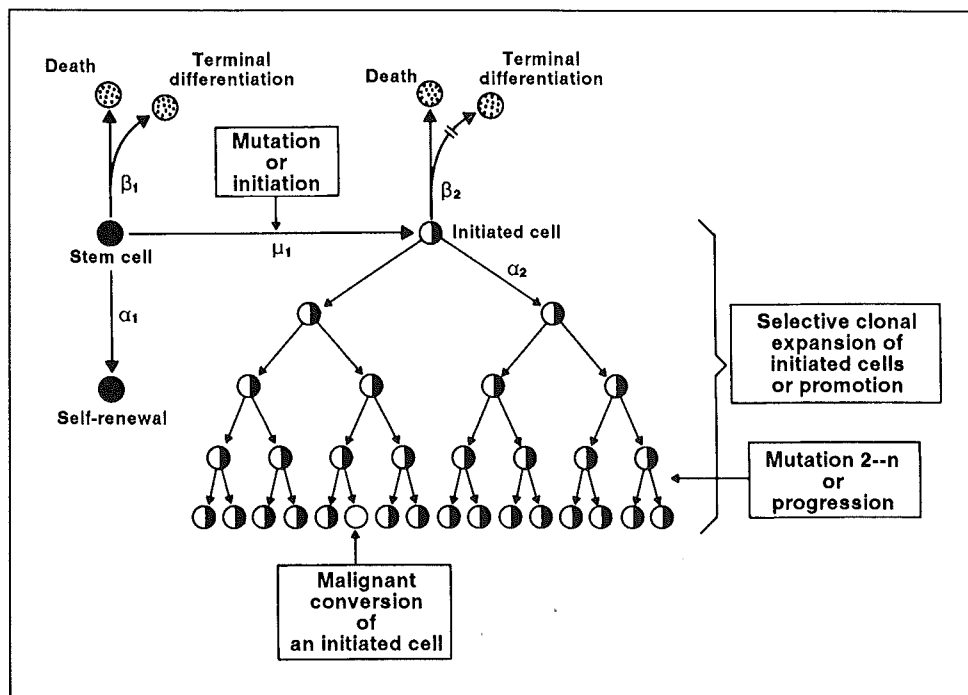 Death
Terminal
differentiation
Death
Terminal
differentiation
Mutation
or
initiation
β1
β2
Stem cell
μ1
Initiated cell
α1
α2
Self-renewal
Selective clonal
expansion of
initiated cells
or promotion
Mutation 2--n
or
progression
Malignant
conversion
of
an initiated cell